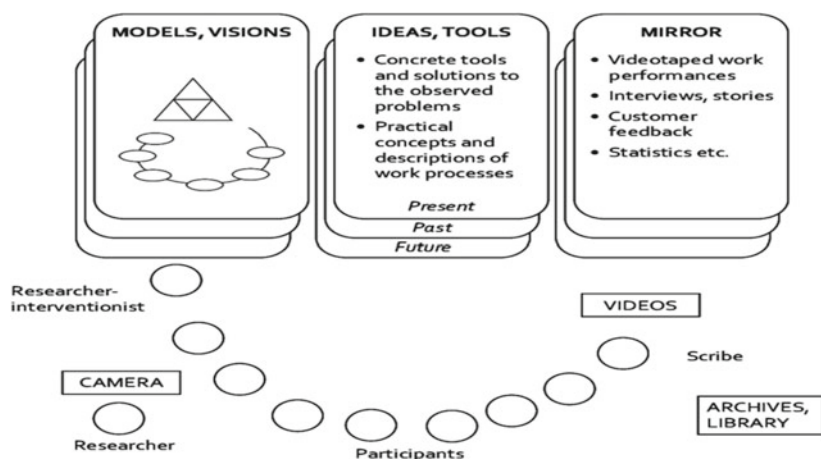 MODELS, VISIONS
IDEAS, TOOLS
• Concrete tools
and solutions to
the observed
problems
• Practical
concepts and
descriptions of
work processes
Present
Past
Future
MIRROR
• Videotaped work
performances
• Interviews, stories
• Customer
feedback
• Statistics etc.
Researcher-
interventionist
VIDEOS
Scribe
CAMERA
ARCHIVES,
LIBRARY
Researcher
Participants